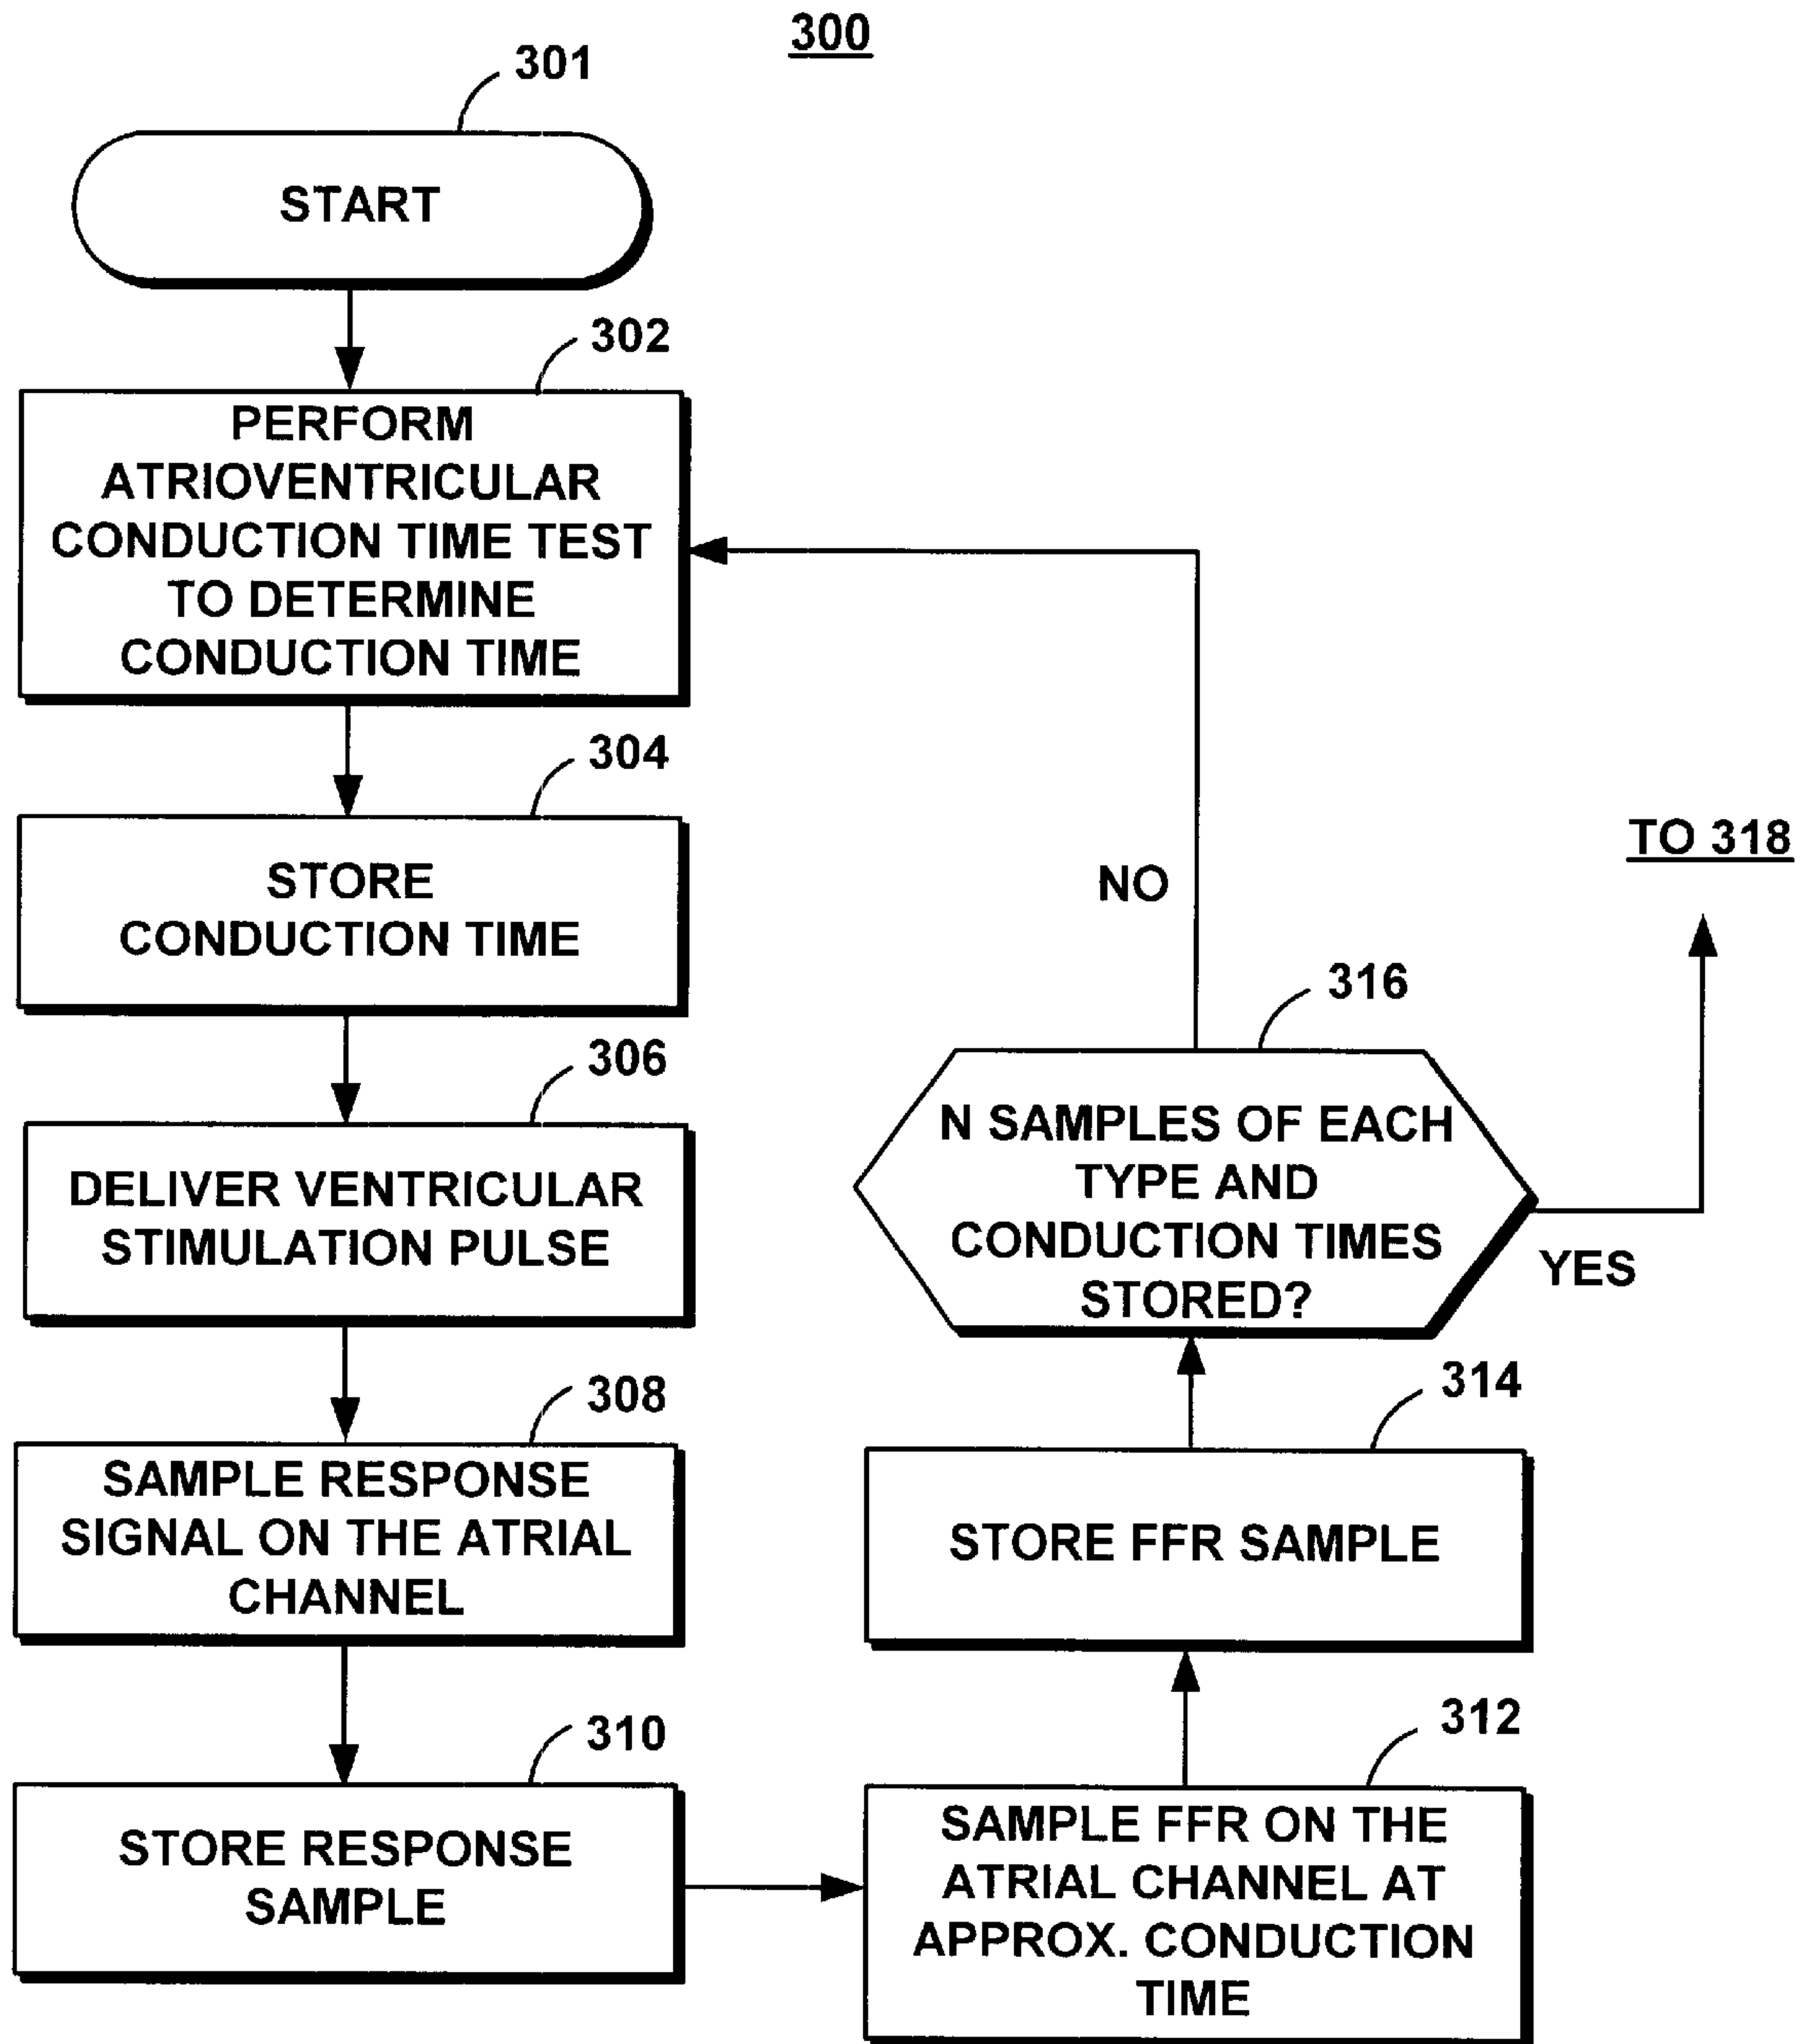 300
301
START
302
PERFORM
ATRIOVENTRICULAR
CONDUCTION TIME TEST
TO DETERMINE
CONDUCTION TIME
304
STORE
CONDUCTION TIME
306
DELIVER VENTRICULAR
STIMULATION PULSE
308
SAMPLE RESPONSE
SIGNAL ON THE ATRIAL
CHANNEL
310
STORE RESPONSE
SAMPLE
312
SAMPLE FFR ON THE
ATRIAL CHANNEL AT
APPROX. CONDUCTION
TIME
314
STORE FFR SAMPLE
316
N SAMPLES OF EACH
TYPE AND
CONDUCTION TIMES
STORED?
NO
YES
TO 318